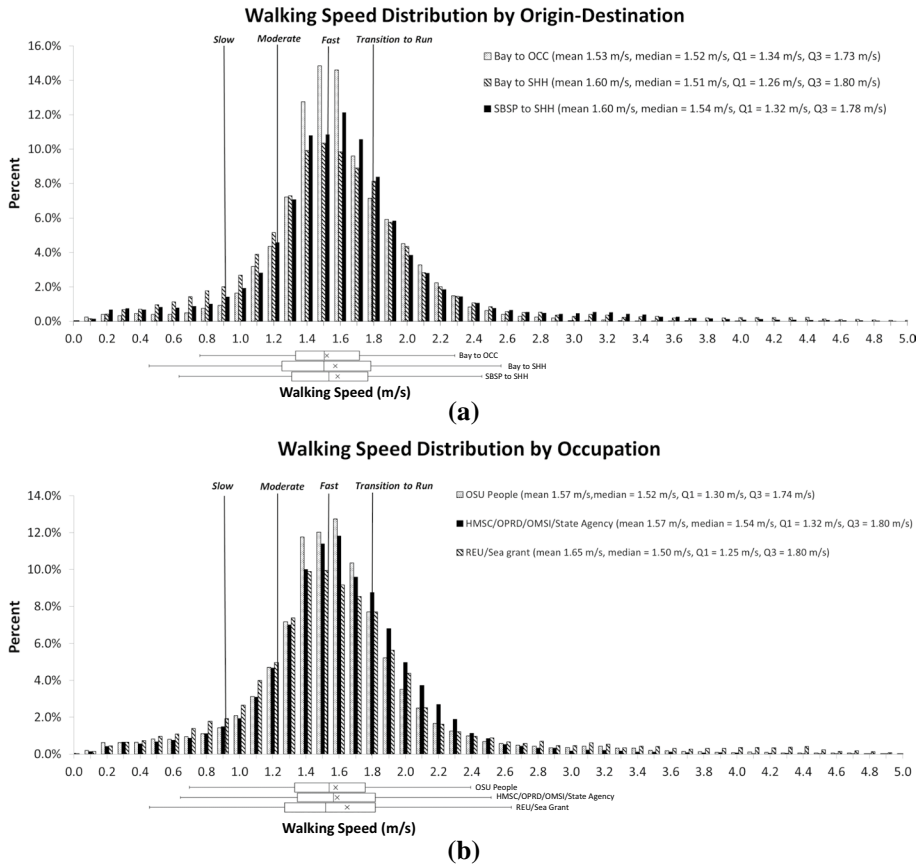 Walking Speed Distribution by Origin-Destination
Slow Moderate Fast Transition to Run
16.0%
14.0%
12.0%
10.0%
8.0%
6.0%
4.0%
2.0%
0.0%
Percent
Bay to OCC (mean 1.53 m/s, median = 1.52 m/s, Q1 = 1.34 m/s, Q3 = 1.73 m/s)
Bay to SHH (mean 1.60 m/s, median = 1.51 m/s, Q1 = 1.26 m/s, Q3 = 1.80 m/s)
SBSP to SHH (mean 1.60 m/s, median = 1.54 m/s, Q1 = 1.32 m/s, Q3 = 1.78 m/s)
0.0 0.2 0.4 0.6 0.8 1.0 1.2 1.4 1.6 1.8 2.0 2.2 2.4 2.6 2.8 3.0 3.2 3.4 3.6 3.8 4.0 4.2 4.4 4.6 4.8 5.0
Bay to OCC
Bay to SHH
SBSP to SHH
Walking Speed (m/s)
(a)
Walking Speed Distribution by Occupation
Slow Moderate Fast Transition to Run
14.0%
12.0%
10.0%
8.0%
6.0%
4.0%
2.0%
0.0%
Percent
OSU People (mean 1.57 m/s,median = 1.52 m/s, Q1 = 1.30 m/s, Q3 = 1.74 m/s)
HMSC/OPRD/OMSI/State Agency (mean 1.57 m/s, median = 1.54 m/s, Q1 = 1.32 m/s, Q3 = 1.80 m/s)
REU/Sea grant (mean 1.65 m/s, median = 1.50 m/s, Q1 = 1.25 m/s, Q3 = 1.80 m/s)
0.0 0.2 0.4 0.6 0.8 1.0 1.2 1.4 1.6 1.8 2.0 2.2 2.4 2.6 2.8 3.0 3.2 3.4 3.6 3.8 4.0 4.2 4.4 4.6 4.8 5.0
OSU People
HMSC/OPRD/OMSI/State Agency
REU/Sea Grant
Walking Speed (m/s)
(b)